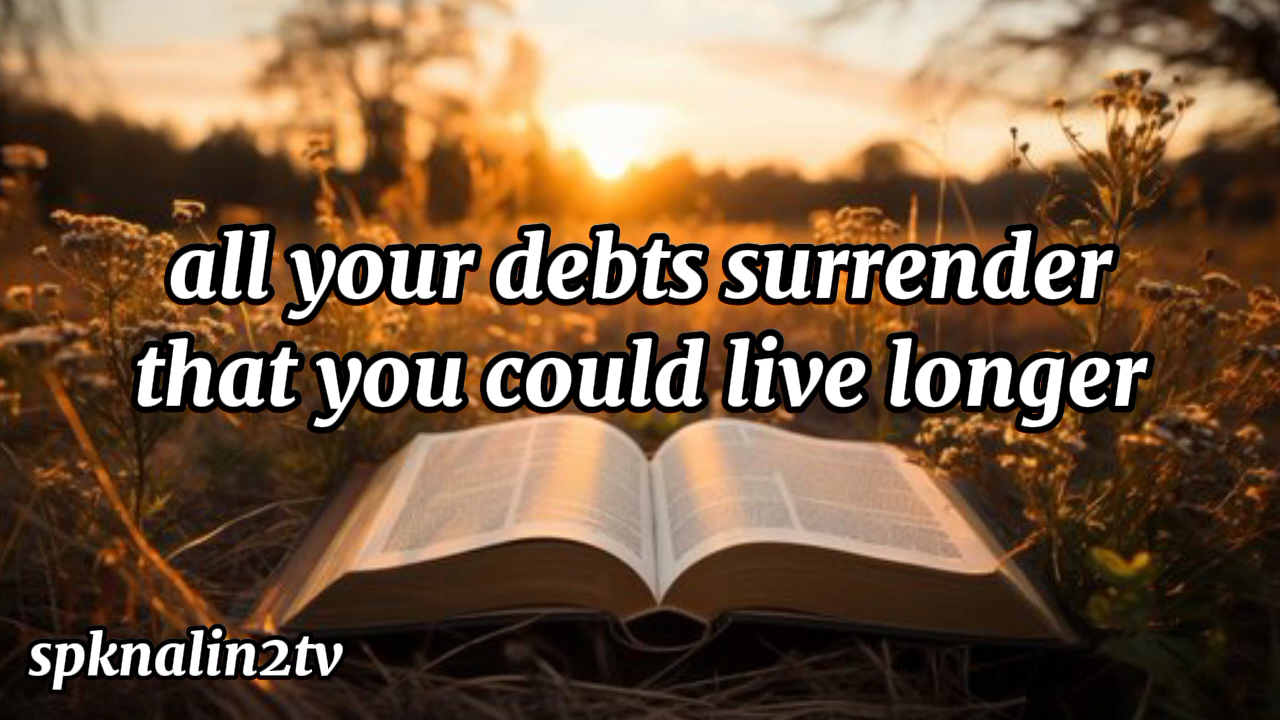 all your debts surrender
that you could live longer
spknalin2tv